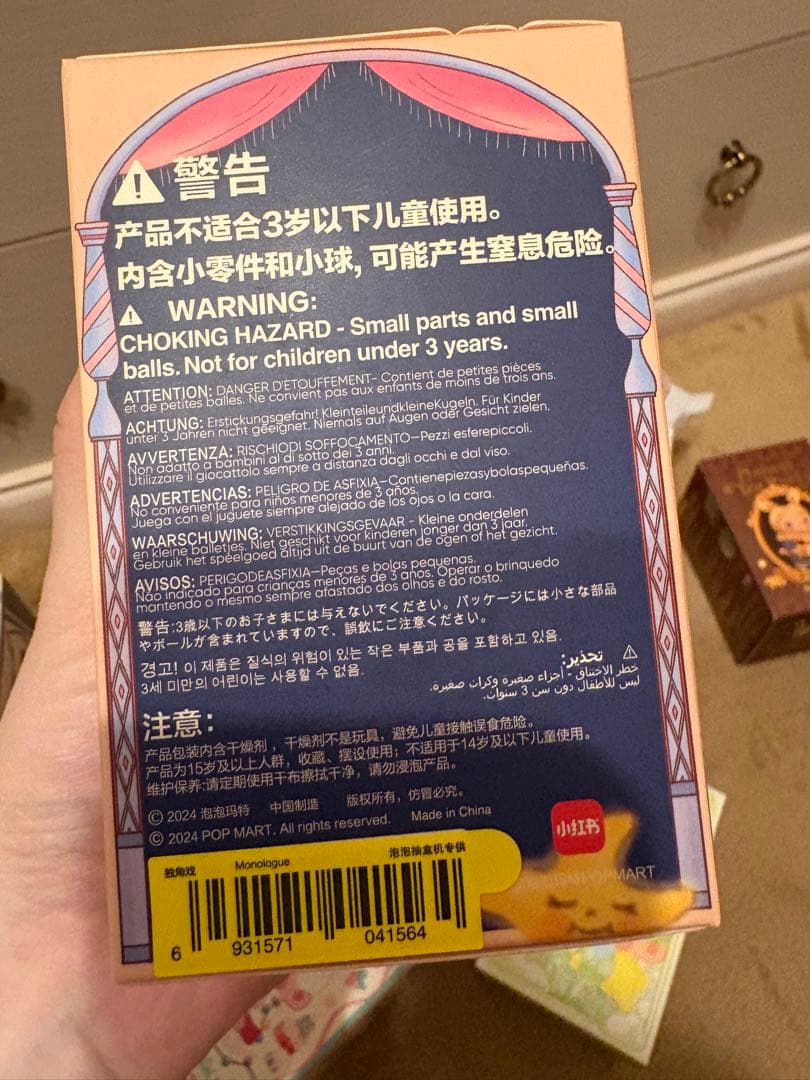 警告
产品不适合3岁以下儿童使用。
内含小零件和小球, 可能产生窒息危险。
WARNING:
CHOKING HAZARD - Small parts and small
balls. Not for children under 3 years.
ATTENTION: DANGER D'ETOUFFEMENT- Contient de petites pièces
et de petites balles. Ne convient pas aux enfants de moins de trois ans.
ACHTUNG: Erstickungsgefahr! KleinteileundkleineKugeln. Für Kinder
unter 3 Jahren nicht geeignet. Niemals auf Augen oder Gesicht zielen.
AVVERTENZA: RISCHIODI SOFFOCAMENTO—Pezzi esferepiccoli.
Non adatto a bambini al di sotto dei 3 anni.
Utilizzare il giocattolo sempre a distanza dagli occhi e dal viso.
ADVERTENCIAS: PELIGRO DE ASFIXIA—Contienepiezasybolaspequeñas.
No conveniente para niños menores de 3 años.
Juega con el juguete siempre alejado de los ojos o la cara.
WAARSCHUWING: VERSTIKKINGSGEVAAR - Kleine onderdelen
en kleine balletjes. Niet geschikt voor kinderen jonger dan 3 jaar.
Gebruik het speelgoed altijd uit de buurt van de ogen of het gezicht.
AVISOS: PERIGODEASFIXIA—Peças e bolas pequenas.
Não indicado para crianças menores de 3 anos. Operar o brinquedo
mantendo o mesmo sempre afastado dos olhos e do rosto.
警告:3歳以下のお子さまには与えないでください。パッケージには小さな部品
やボールが含まれていますので、誤飲にご注意ください。
경고! 이 제품은 질식의 위험이 있는 작은 부품과 공을 포함하고 있음.
3세 미만의 어린이는 사용할 수 없음.
تحذير:
خطر الاختناق - أجزاء صغيرة وكرات صغيرة.
ليس للأطفال دون سن 3 سنوات.
注意:
产品包装内含干燥剂，干燥剂不是玩具，避免儿童接触误食危险。
产品为15岁及以上人群，收藏、摆设使用；不适用于14岁及以下儿童使用。
维护保养:请定期使用干布擦拭干净，请勿浸泡产品。
© 2024 泡泡玛特 中国制造 版权所有，仿冒必究。
© 2024 POP MART. All rights reserved. Made in China
独角戏 Monologue 泡泡抽盒机专供
6 931571 041564
小红书